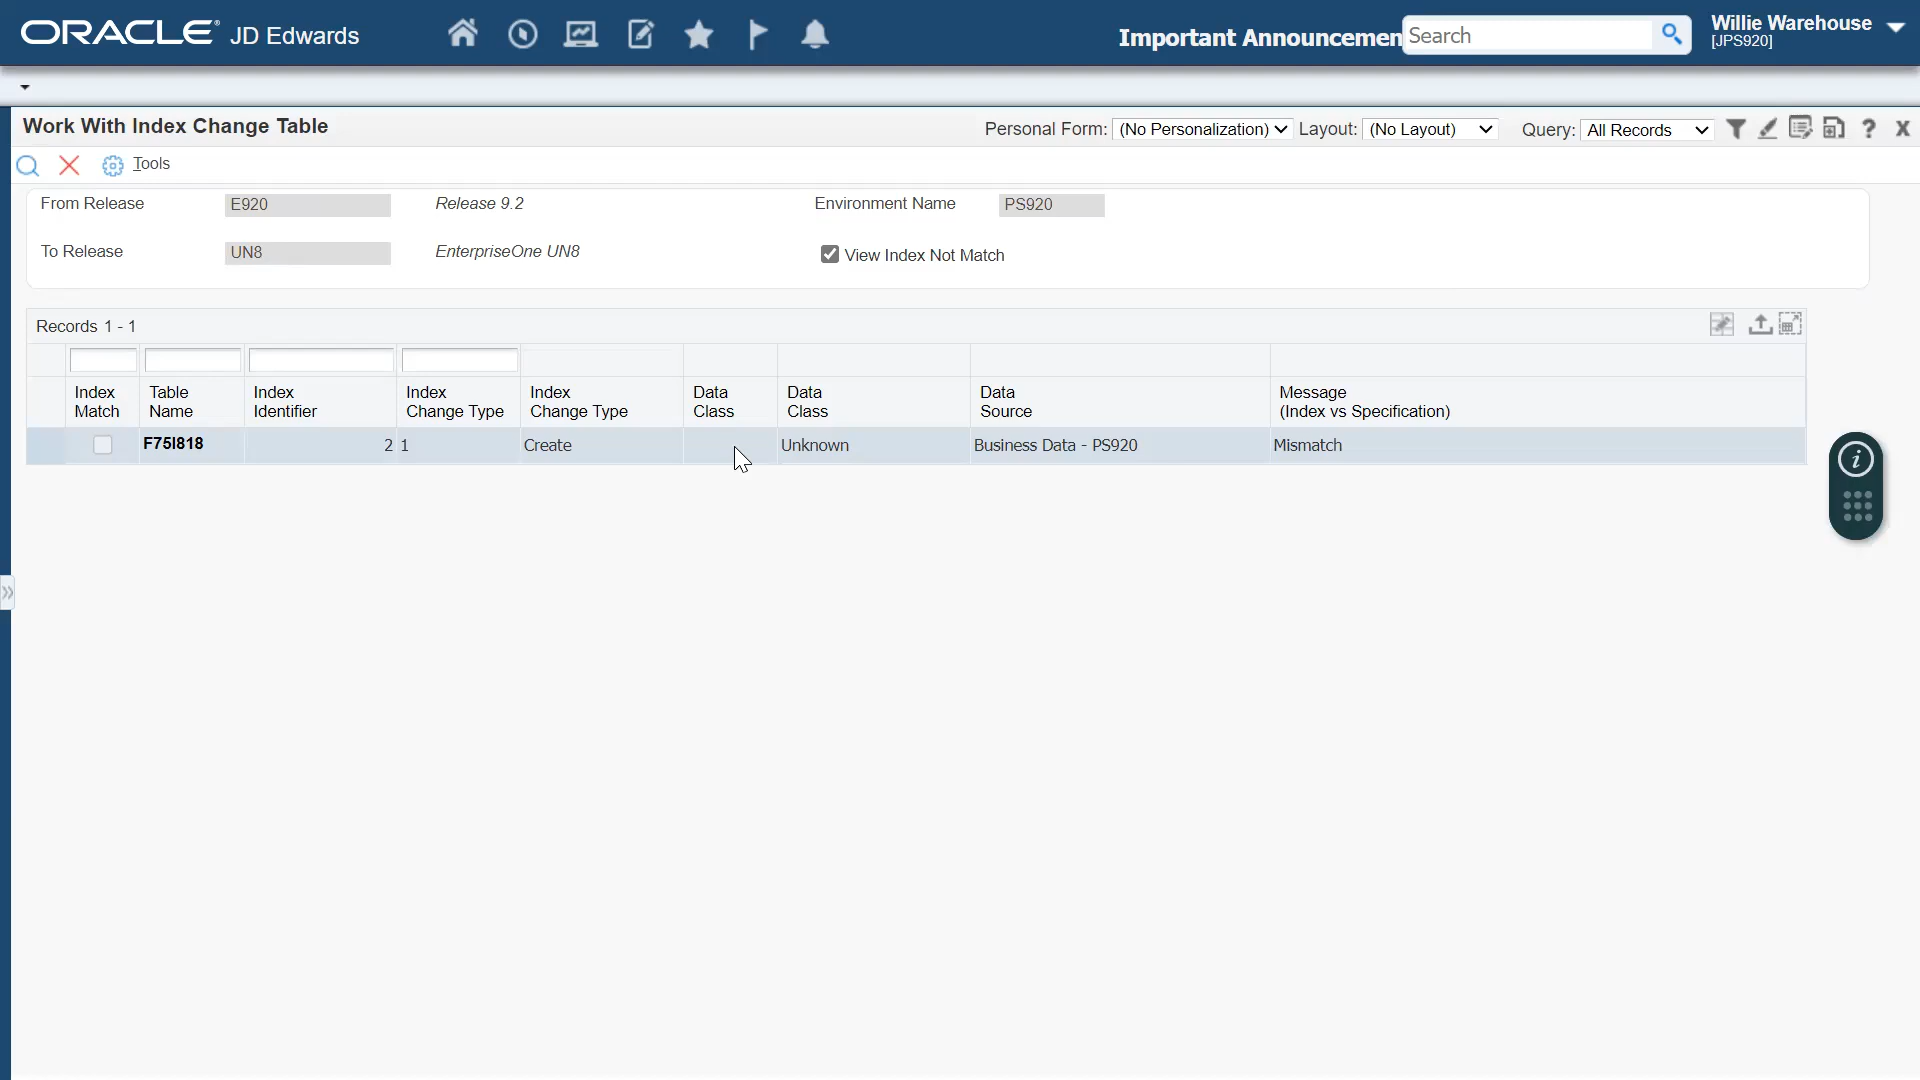 ORACLE JD Edwards
Important Announcemen
Search
Willie Warehouse
[JPS920]
Work With Index Change Table
Personal Form: (No Personalization) Layout: (No Layout) Query: All Records
Tools
From Release E920 Release 9.2 Environment Name PS920
To Release UN8 EnterpriseOne UN8 View Index Not Match
Records 1 - 1
Index Match Table Name Index Identifier Index Change Type Index Change Type Data Class Data Class Data Source Message (Index vs Specification)
F75I818 2 1 Create Unknown Business Data - PS920 Mismatch